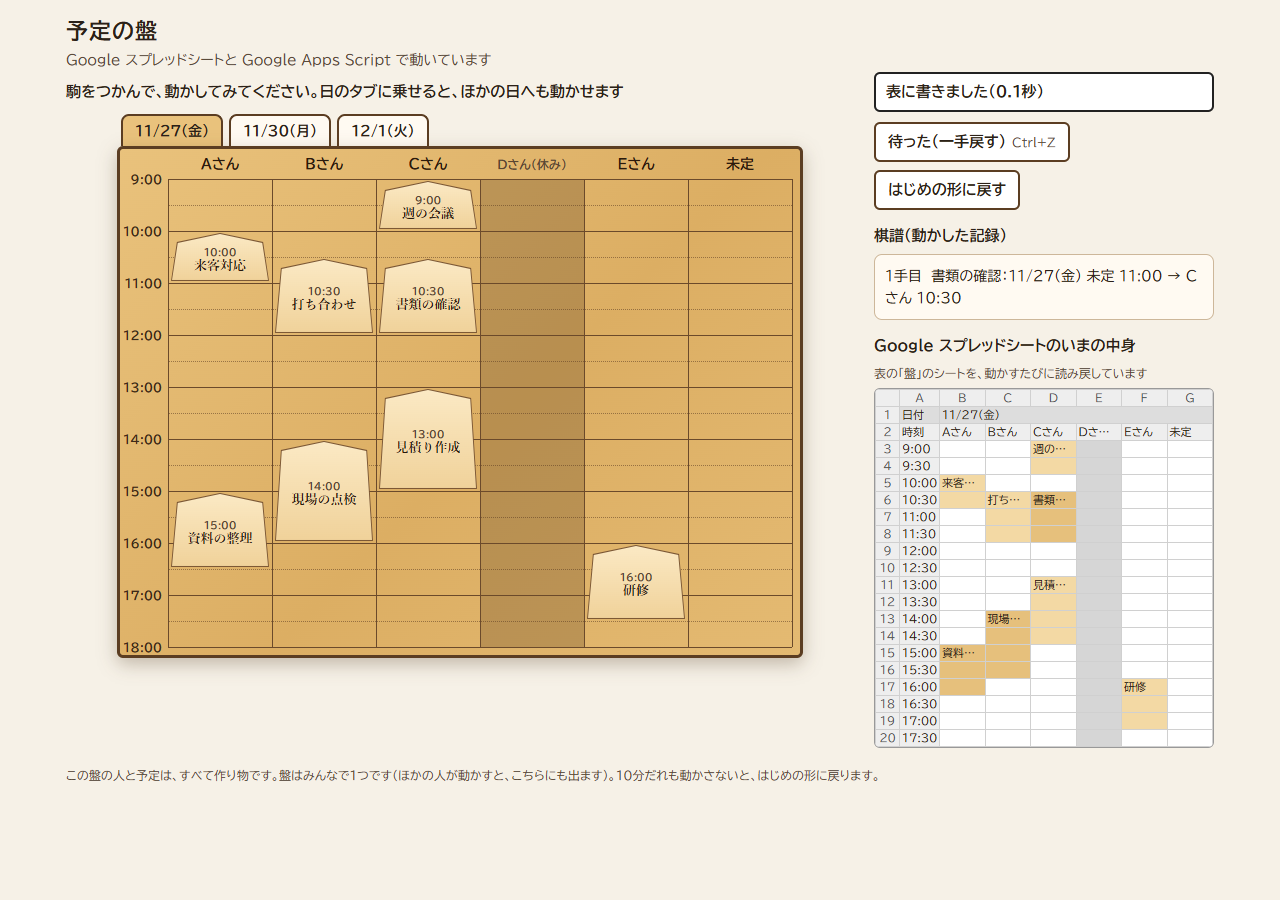 予定の盤
Google スプレッドシートと Google Apps Script で動いています
駒をつかんで、動かしてみてください。日のタブに乗せると、ほかの日へも動かせます
11/27(金) 11/30(月) 12/1(火)
Aさん Bさん Cさん Dさん(休み) Eさん 未定
9:00
10:00
11:00
12:00
13:00
14:00
15:00
16:00
17:00
18:00
9:00
週の会議
10:00
来客対応
10:30
打ち合わせ
10:30
書類の確認
13:00
見積り作成
14:00
現場の点検
15:00
資料の整理
16:00
研修
表に書きました(0.1秒)
待った(一手戻す) Ctrl+Z
はじめの形に戻す
棋譜(動かした記録)
1手目 書類の確認:11/27(金) 未定 11:00 → C
さん 10:30
Google スプレッドシートのいまの中身
表の「盤」のシートを、動かすたびに読み戻しています
A B C D E F G
1 日付 11/27(金)
2 時刻 Aさん Bさん Cさん Dさ… Eさん 未定
3 9:00 週の…
4 9:30
5 10:00 来客…
6 10:30 打ち… 書類…
7 11:00
8 11:30
9 12:00
10 12:30
11 13:00 見積…
12 13:30
13 14:00 現場…
14 14:30
15 15:00 資料…
16 15:30
17 16:00 研修
18 16:30
19 17:00
20 17:30
この盤の人と予定は、すべて作り物です。盤はみんなで1つです(ほかの人が動かすと、こちらにも出ます)。10分だれも動かさないと、はじめの形に戻ります。